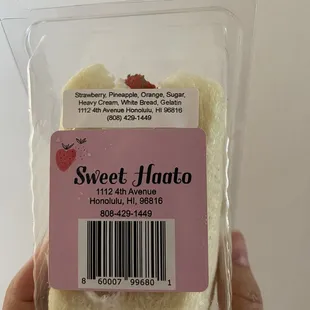 Strawberry, Pineapple, Orange, Sugar,
Heavy Cream, White Bread, Gelatin
1112 4th Avenue Honolulu, HI 96816
(808) 429-1449
Sweet Haato
1112 4th Avenue
Honolulu, HI, 96816
808-429-1449
8 60007 99680 1